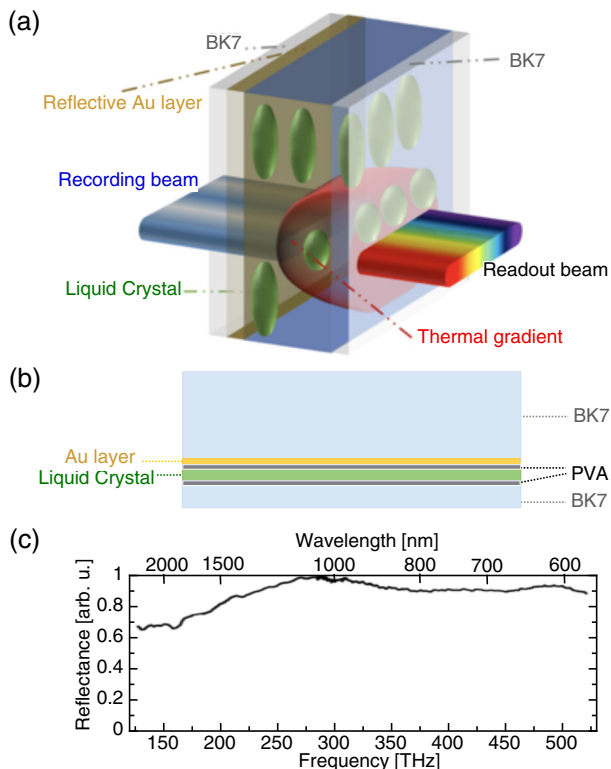 (a)
BK7
BK7
Reflective Au layer
Recording beam
Readout beam
Liquid Crystal
Thermal gradient
(b)
BK7
Au layer
Liquid Crystal
PVA
BK7
(c)
Wavelength [nm]
2000 1500 1000 800 700 600
Reflectance [arb. u.]
1
0.8
0.6
0.4
0.2
0
150 200 250 300 350 400 450 500
Frequency [THz]